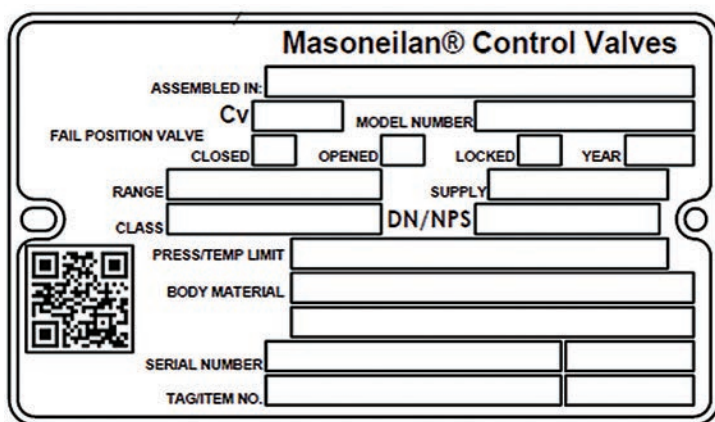 Masoneilan® Control Valves
ASSEMBLED IN:
Cv MODEL NUMBER
FAIL POSITION VALVE
CLOSED OPENED LOCKED YEAR
RANGE SUPPLY
CLASS DN/NPS
PRESS/TEMP LIMIT
BODY MATERIAL
SERIAL NUMBER
TAG/ITEM NO.